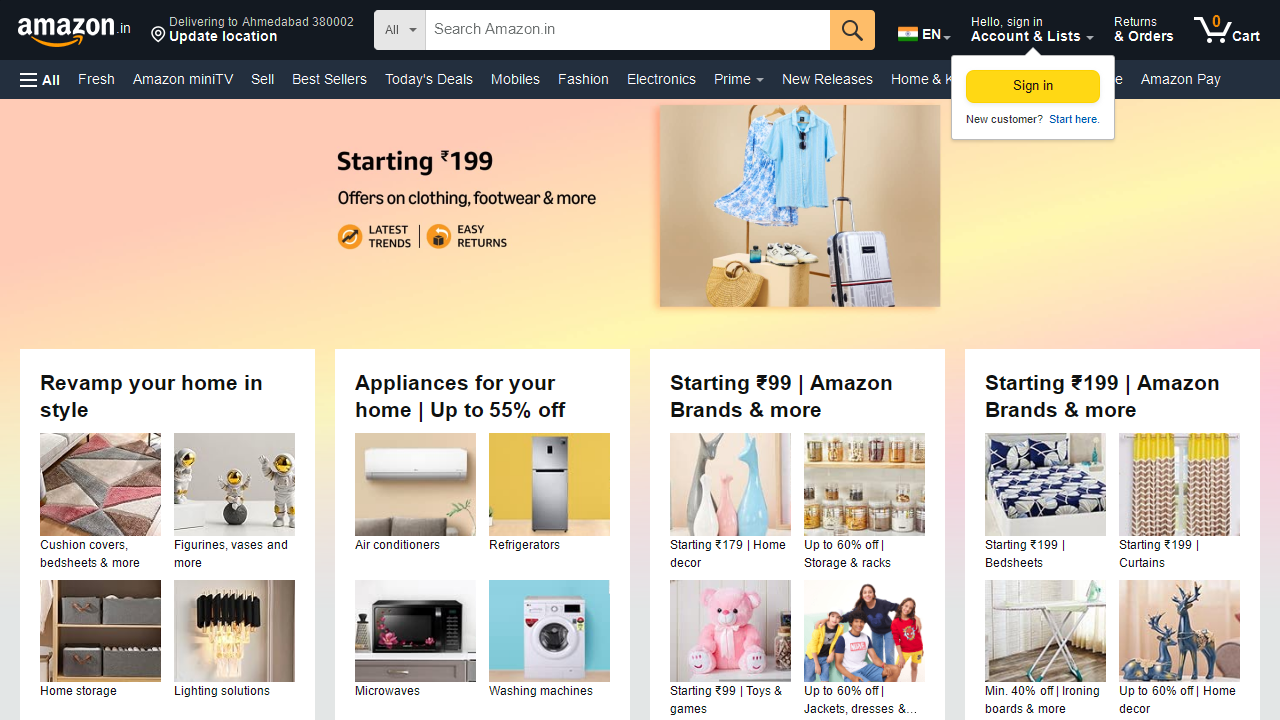 amazon.in
Delivering to Ahmedabad 380002
Update location
All
Search Amazon.in
EN
Hello, sign in
Account & Lists
Returns
& Orders
0
Cart
All
Fresh
Amazon miniTV
Sell
Best Sellers
Today's Deals
Mobiles
Fashion
Electronics
Prime
New Releases
Home & K
e
Amazon Pay
Sign in
New customer? Start here.
Starting ₹199
Offers on clothing, footwear & more
LATEST
TRENDS
EASY
RETURNS
Revamp your home in
style
Cushion covers,
bedsheets & more
Figurines, vases and
more
Home storage
Lighting solutions
Appliances for your
home | Up to 55% off
Air conditioners
Refrigerators
Microwaves
Washing machines
Starting ₹99 | Amazon
Brands & more
Starting ₹179 | Home
decor
Up to 60% off |
Storage & racks
Starting ₹99 | Toys &
games
Up to 60% off |
Jackets, dresses &…
Starting ₹199 | Amazon
Brands & more
Starting ₹199 |
Bedsheets
Starting ₹199 |
Curtains
Min. 40% off | Ironing
boards & more
Up to 60% off | Home
decor